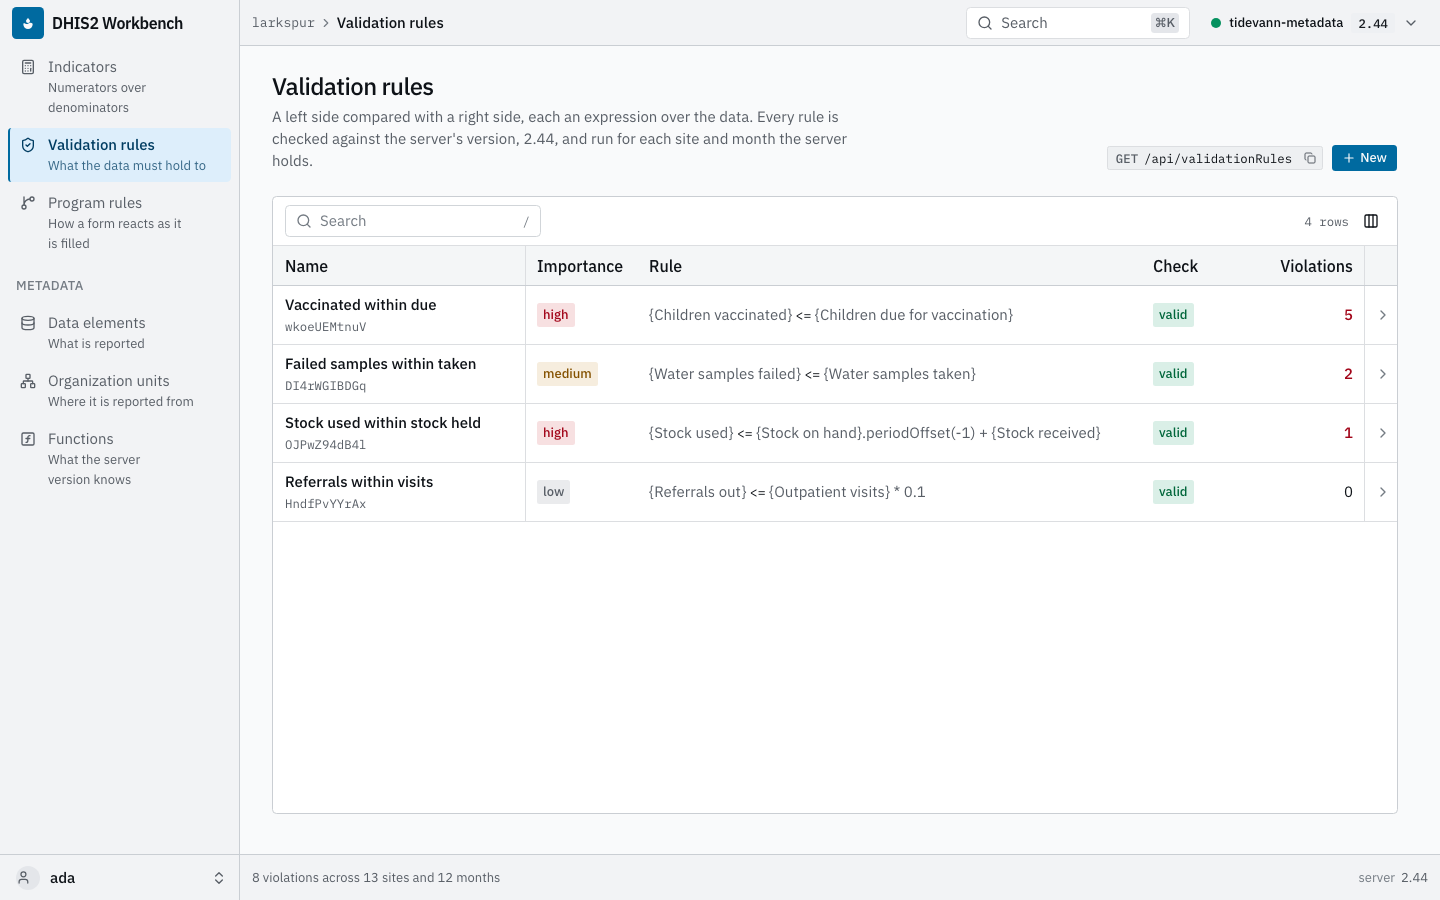 DHIS2 Workbench
larkspur > Validation rules
Search ⌘K
tidevann-metadata 2.44
Indicators
Numerators over
denominators
Validation rules
What the data must hold to
Program rules
How a form reacts as it
is filled
METADATA
Data elements
What is reported
Organization units
Where it is reported from
Functions
What the server
version knows
ada
Validation rules
A left side compared with a right side, each an expression over the data. Every rule is
checked against the server's version, 2.44, and run for each site and month the server
holds.
GET /api/validationRules
+ New
Search /
4 rows
Name Importance Rule Check Violations
Vaccinated within due
wkoeUEMtnuV
high {Children vaccinated} <= {Children due for vaccination} valid 5
Failed samples within taken
DI4rWGIBDGq
medium {Water samples failed} <= {Water samples taken} valid 2
Stock used within stock held
OJPwZ94dB4l
high {Stock used} <= {Stock on hand}.periodOffset(-1) + {Stock received} valid 1
Referrals within visits
HndfPvYYrAx
low {Referrals out} <= {Outpatient visits} * 0.1 valid 0
8 violations across 13 sites and 12 months
server 2.44